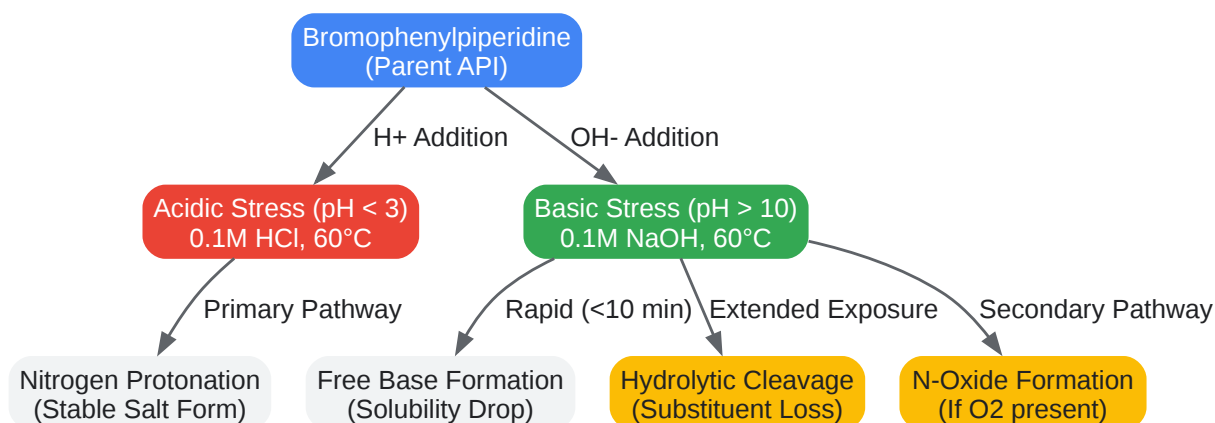 Bromophenylpiperidine
(Parent API)
H+ Addition
OH- Addition
Acidic Stress (pH < 3)
0.1M HCl, 60°C
Basic Stress (pH > 10)
0.1M NaOH, 60°C
Primary Pathway
Rapid (<10 min)
Extended Exposure
Secondary Pathway
Nitrogen Protonation
(Stable Salt Form)
Free Base Formation
(Solubility Drop)
Hydrolytic Cleavage
(Substituent Loss)
N-Oxide Formation
(If O2 present)